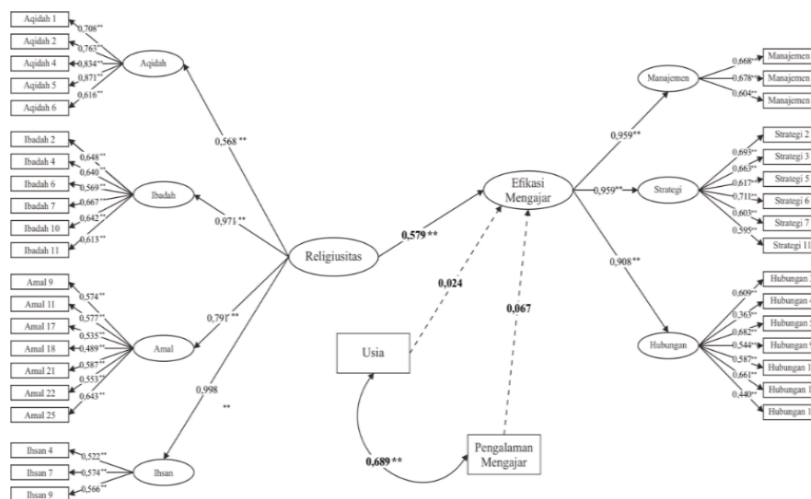 Aqidah 1
Aqidah 2
Aqidah 4
Aqidah 5
Aqidah 6
0,708**
0,763**
0,834**
0,871**
0,616**
Aqidah
Ibadah 2
Ibadah 4
Ibadah 6
Ibadah 7
Ibadah 10
Ibadah 11
0,648**
0,640**
0,569**
0,667**
0,642**
0,613**
Ibadah
Amal 9
Amal 11
Amal 17
Amal 18
Amal 21
Amal 22
Amal 25
0,574**
0,577**
0,535**
0,489**
0,587**
0,553**
0,643**
Amal
Ihsan 4
Ihsan 7
Ihsan 9
0,522**
0,574**
0,566**
Ihsan
0,568**
0,971**
0,791**
0,998
**
Religiusitas
0,579**
0,024
0,067
Usia
0,689**
Pengalaman
Mengajar
Efikasi
Mengajar
0,959**
0,959**
0,908**
Manajemen
0,668**
0,678**
0,604**
Manajemen
Manajemen
Manajemen
Strategi
0,693**
0,663**
0,617**
0,711**
0,603**
0,595**
Strategi 2
Strategi 3
Strategi 5
Strategi 6
Strategi 7
Strategi 11
Hubungan
0,609**
0,363**
0,682**
0,544**
0,587**
0,661**
0,440**
Hubungan
Hubungan
Hubungan
Hubungan
Hubungan 1
Hubungan 1
Hubungan 1